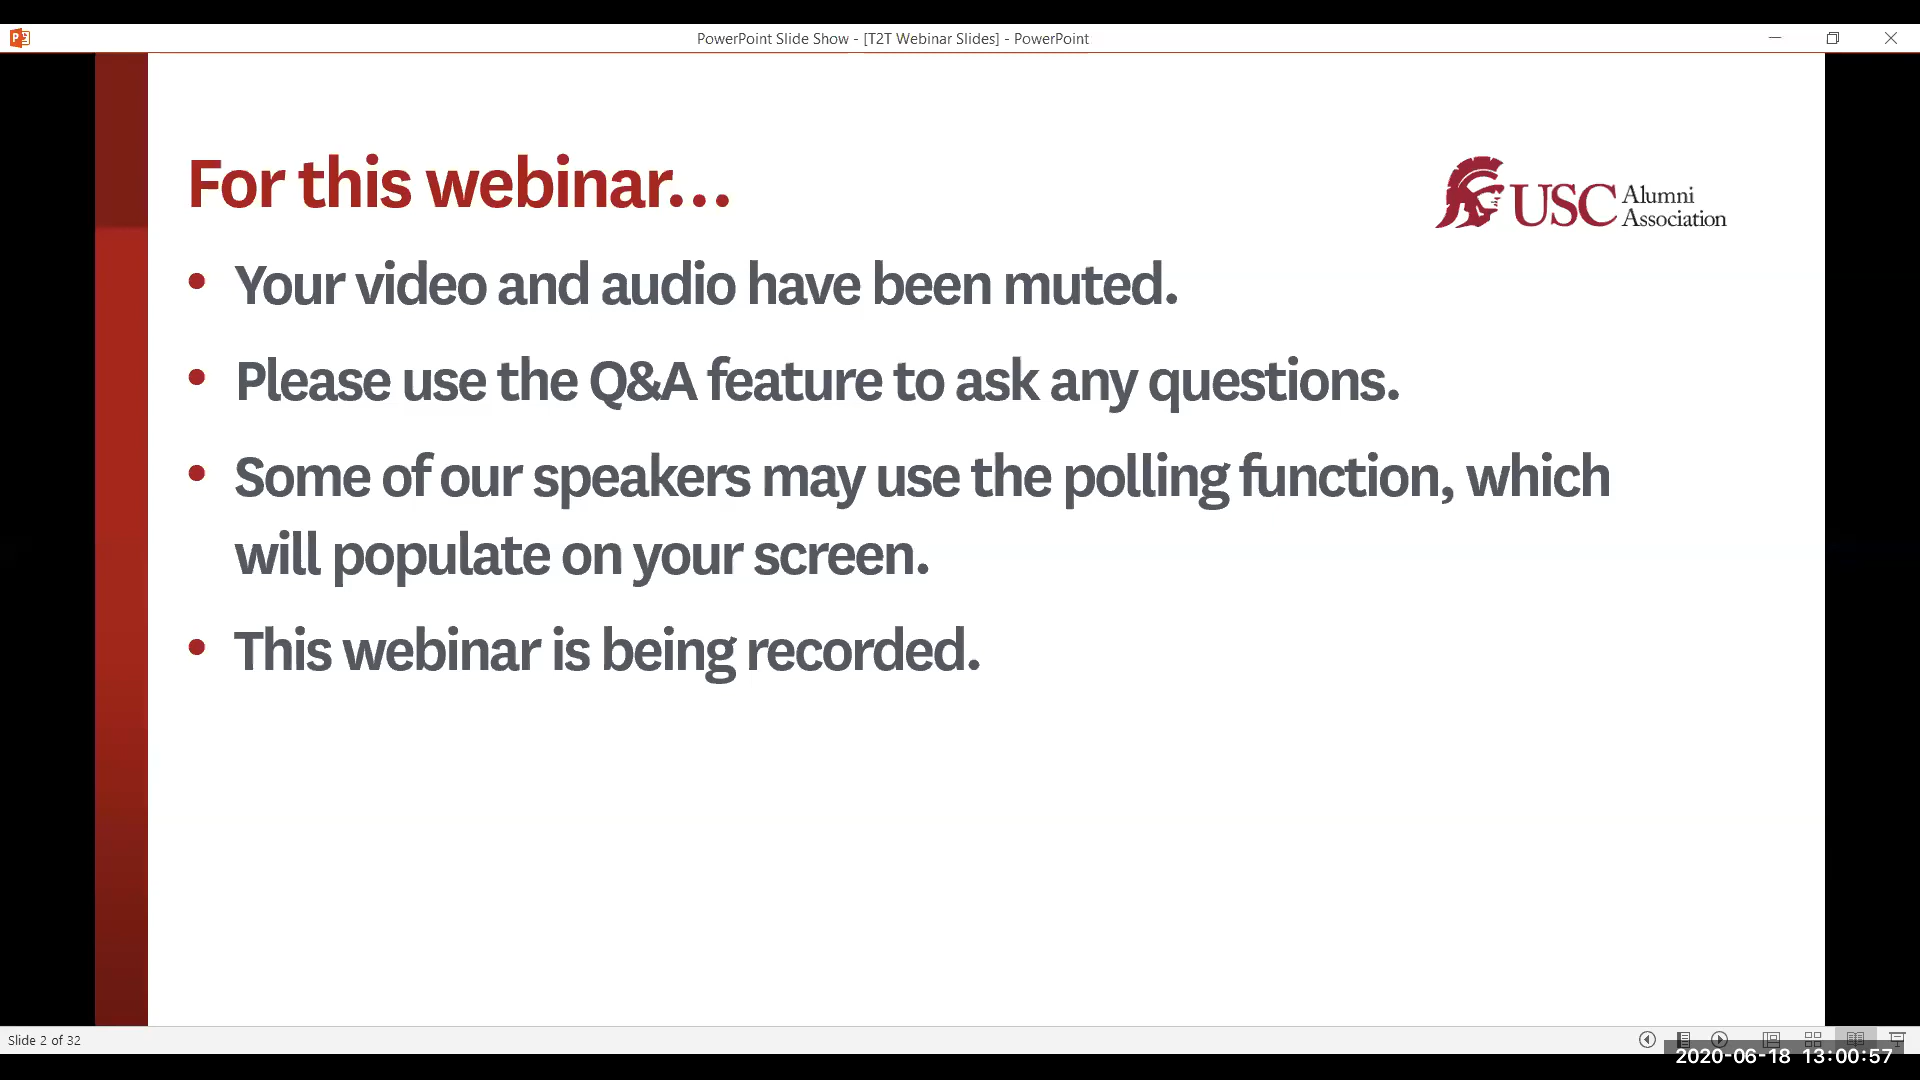 PowerPoint Slide Show - [T2T Webinar Slides] - PowerPoint
For this webinar...
USC Alumni
Association
• Your video and audio have been muted.
• Please use the Q&A feature to ask any questions.
• Some of our speakers may use the polling function, which
will populate on your screen.
• This webinar is being recorded.
Slide 2 of 32
2020-06-18 13:00:57